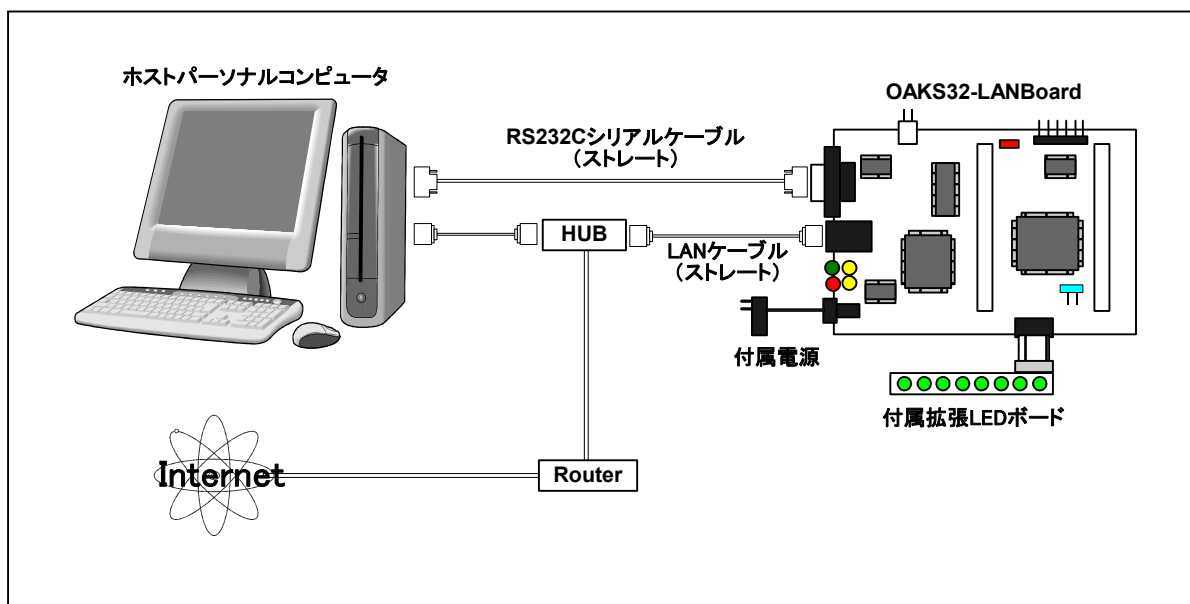 ホストパーソナルコンピュータ
OAKS32-LANBoard
RS232Cシリアルケーブル
(ストレート)
HUB
LANケーブル
(ストレート)
付属電源
付属拡張LEDボード
Internet
Router